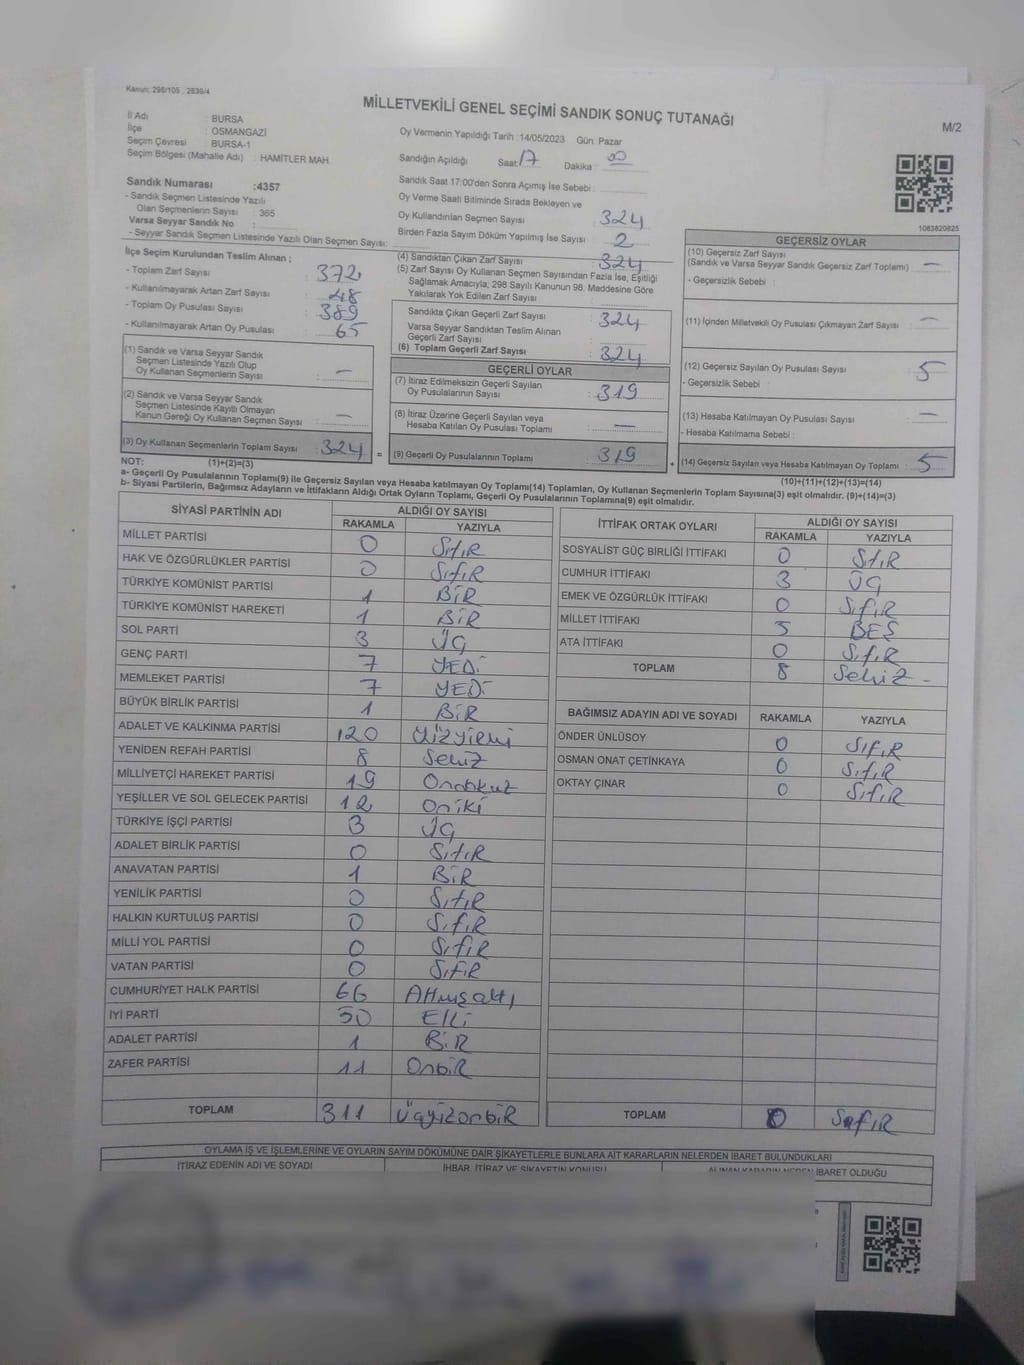 Kanun: 298/105 , 2839/4
MİLLETVEKİLİ GENEL SEÇİMİ SANDIK SONUÇ TUTANAĞI
M/2
İl Adı : BURSA
İlçe : OSMANGAZİ
Seçim Çevresi : BURSA-1
Seçim Bölgesi (Mahalle Adı) : HAMİTLER MAH.
Oy Vermenin Yapıldığı Tarih :14/05/2023 Gün: Pazar
Sandığın Açıldığı Saat: 17 Dakika : 00
Sandık Saat 17:00'den Sonra Açımış İse Sebebi :
Sandık Numarası :4357
- Sandık Seçmen Listesinde Yazılı
Olan Seçmenlerin Sayısı : 365
Varsa Seyyar Sandık No :
- Seyyar Sandık Seçmen Listesinde Yazılı Olan Seçmen Sayısı:
Oy Verme Saati Bitiminde Sırada Bekleyen ve
Oy Kullandırılan Seçmen Sayısı : 324
Birden Fazla Sayım Döküm Yapılmış İse Sayısı : 2
1083820825
İlçe Seçim Kurulundan Teslim Alınan ;
- Toplam Zarf Sayısı : 372
- Kullanılmayarak Artan Zarf Sayısı : 48
- Toplam Oy Pusulası Sayısı : 389
- Kullanılmayarak Artan Oy Pusulası : 65
(1) Sandık ve Varsa Seyyar Sandık
Seçmen Listesinde Yazılı Olup
Oy Kullanan Seçmenlerin Sayısı : —
(2) Sandık ve Varsa Seyyar Sandık
Seçmen Listesinde Kayıtlı Olmayan
Kanun Gereği Oy Kullanan Seçmen Sayısı : —
(3) Oy Kullanan Seçmenlerin Toplam Sayısı : 324
(4) Sandıktan Çıkan Zarf Sayısı : 324
(5) Zarf Sayısı Oy Kullanan Seçmen Sayısından Fazla İse, Eşitliği
Sağlamak Amacıyla; 298 Sayılı Kanunun 98. Maddesine Göre
Yakılarak Yok Edilen Zarf Sayısı :
Sandıkta Çıkan Geçerli Zarf Sayısı : 324
Varsa Seyyar Sandıktan Teslim Alınan
Geçerli Zarf Sayısı :
(6) Toplam Geçerli Zarf Sayısı : 324
GEÇERLİ OYLAR
(7) İtiraz Edilmeksizin Geçerli Sayılan
Oy Pusulalarının Sayısı : 319
(8) İtiraz Üzerine Geçerli Sayılan veya
Hesaba Katılan Oy Pusulası Toplamı : —
= (9) Geçerli Oy Pusulalarının Toplamı : 319
GEÇERSİZ OYLAR
(10) Geçersiz Zarf Sayısı
(Sandık ve Varsa Seyyar Sandık Geçersiz Zarf Toplamı) : —
- Geçersizlik Sebebi :
(11) İçinden Milletvekili Oy Pusulası Çıkmayan Zarf Sayısı : —
(12) Geçersiz Sayılan Oy Pusulası Sayısı : 5
- Geçersizlik Sebebi :
(13) Hesaba Katılmayan Oy Pusulası Sayısı : —
- Hesaba Katılmama Sebebi :
+ (14) Geçersiz Sayılan veya Hesaba Katılmayan Oy Toplamı : 5
NOT: (1)+(2)=(3)
(10)+(11)+(12)+(13)=(14)
a- Geçerli Oy Pusulalarının Toplamı(9) ile Geçersiz Sayılan veya Hesaba katılmayan Oy Toplamı(14) Toplamları, Oy Kullanan Seçmenlerin Toplam Sayısına(3) eşit olmalıdır. (9)+(14)=(3)
b- Siyasi Partilerin, Bağımsız Adayların ve İttifakların Aldığı Ortak Oyların Toplamı, Geçerli Oy Pusulalarının Toplamına(9) eşit olmalıdır.
SİYASİ PARTİNİN ADI ALDIĞI OY SAYISI
RAKAMLA YAZIYLA
MİLLET PARTİSİ 0 SıfıR
HAK VE ÖZGÜRLÜKLER PARTİSİ 0 SıfıR
TÜRKİYE KOMÜNİST PARTİSİ 1 BİR
TÜRKİYE KOMÜNİST HAREKETİ 1 BİR
SOL PARTİ 3 ÜÇ
GENÇ PARTİ 7 YEDİ
MEMLEKET PARTİSİ 7 YEDİ
BÜYÜK BİRLİK PARTİSİ 1 BİR
ADALET VE KALKINMA PARTİSİ 120 Yüzyirmi
YENİDEN REFAH PARTİSİ 8 Sekiz
MİLLİYETÇİ HAREKET PARTİSİ 19 Ondokuz
YEŞİLLER VE SOL GELECEK PARTİSİ 12 Oniki
TÜRKİYE İŞÇİ PARTİSİ 3 ÜÇ
ADALET BİRLİK PARTİSİ 0 SıfıR
ANAVATAN PARTİSİ 1 BİR
YENİLİK PARTİSİ 0 SıfıR
HALKIN KURTULUŞ PARTİSİ 0 SıfıR
MİLLİ YOL PARTİSİ 0 SıfıR
VATAN PARTİSİ 0 SıfıR
CUMHURİYET HALK PARTİSİ 66 Altmışaltı
İYİ PARTİ 50 Elli
ADALET PARTİSİ 1 BİR
ZAFER PARTİSİ 11 OnbiR
TOPLAM 311 ÜçyüzonbiR
İTTİFAK ORTAK OYLARI ALDIĞI OY SAYISI
RAKAMLA YAZIYLA
SOSYALİST GÜÇ BİRLİĞİ İTTİFAKI 0 SıfıR
CUMHUR İTTİFAKI 3 ÜÇ
EMEK VE ÖZGÜRLÜK İTTİFAKI 0 SıfıR
MİLLET İTTİFAKI 5 BEŞ
ATA İTTİFAKI 0 SıfıR
TOPLAM 8 Sekiz -
BAĞIMSIZ ADAYIN ADI VE SOYADI RAKAMLA YAZIYLA
ÖNDER ÜNLÜSOY 0 SıfıR
OSMAN ONAT ÇETİNKAYA 0 SıfıR
OKTAY ÇINAR 0 SıfıR
TOPLAM 0 SıfıR
OYLAMA İŞ VE İŞLEMLERİNE VE OYLARIN SAYIM DÖKÜMÜNE DAİR ŞİKAYETLERLE BUNLARA AİT KARARLARIN NELERDEN İBARET BULUNDUKLARI
İTİRAZ EDENİN ADI VE SOYADI İHBAR, İTİRAZ VE ŞİKAYETİN KONUSU ALINAN KARARIN NEDEN İBARET OLDUĞU